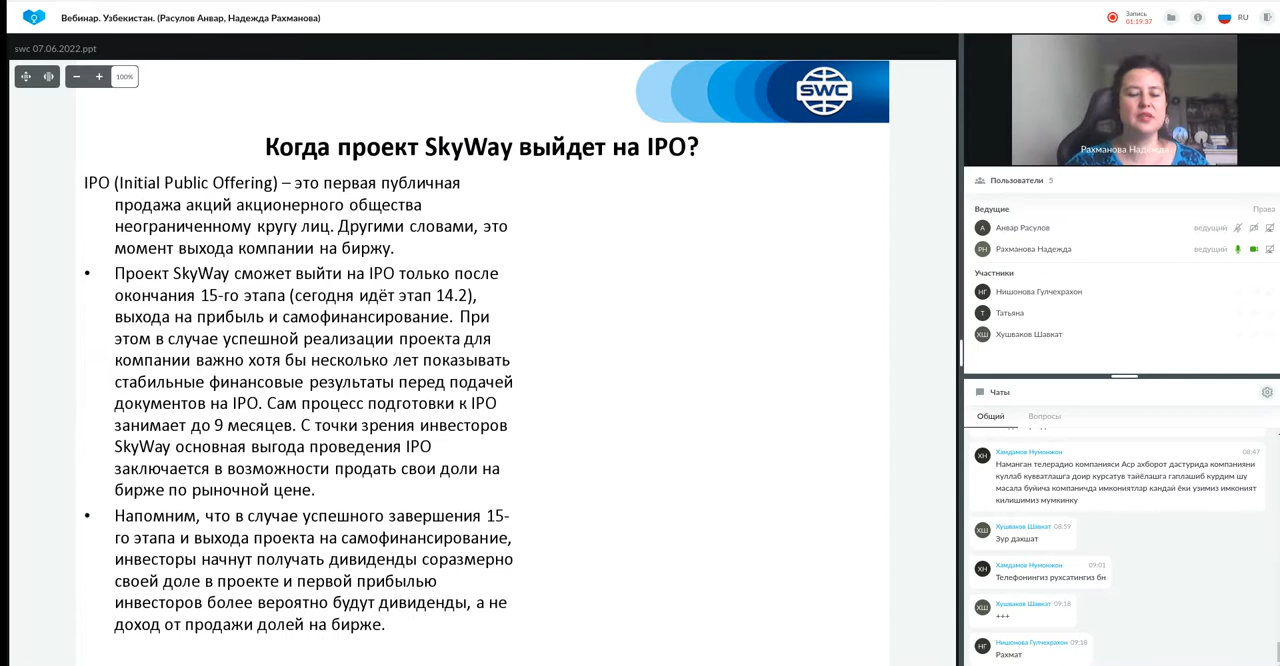 Вебинар. Узбекистан. (Расулов Анвар, Надежда Рахманова)
Запись
01:19:37
RU
swc 07.06.2022.ppt
100%
SWC
Когда проект SkyWay выйдет на IPO?
IPO (Initial Public Offering) – это первая публичная
продажа акций акционерного общества
неограниченному кругу лиц. Другими словами, это
момент выхода компании на биржу.
• Проект SkyWay сможет выйти на IPO только после
окончания 15-го этапа (сегодня идёт этап 14.2),
выхода на прибыль и самофинансирование. При
этом в случае успешной реализации проекта для
компании важно хотя бы несколько лет показывать
стабильные финансовые результаты перед подачей
документов на IPO. Сам процесс подготовки к IPO
занимает до 9 месяцев. С точки зрения инвесторов
SkyWay основная выгода проведения IPO
заключается в возможности продать свои доли на
бирже по рыночной цене.
• Напомним, что в случае успешного завершения 15-
го этапа и выхода проекта на самофинансирование,
инвесторы начнут получать дивиденды соразмерно
своей доле в проекте и первой прибылью
инвесторов более вероятно будут дивиденды, а не
доход от продажи долей на бирже.
Рахманова Надежда
Пользователи 5
Ведущие Права
А Анвар Расулов ведущий
РН Рахманова Надежда ведущий
Участники
НГ Нишонова Гулчехрахон
Т Татьяна
ХШ Хушваков Шавкат
Чаты
Общий Вопросы
ХН Хамдамов Нумонжон 08:47
Наманган телерадио компанияси Аср ахборот дастурида компанияни
куллаб кувватлашга доир курсатув тайёлашга гаплашиб курдим шу
масала буйича компаничда имкониятлар кандай ёки узимиз имконият
килишимиз мумкинку
ХШ Хушваков Шавкат 08:59
Зур дахшат
ХН Хамдамов Нумонжон 09:01
Телефонингиз рухсатингиз бн
ХШ Хушваков Шавкат 09:18
+++
НГ Нишонова Гулчехрахон 09:18
Рахмат